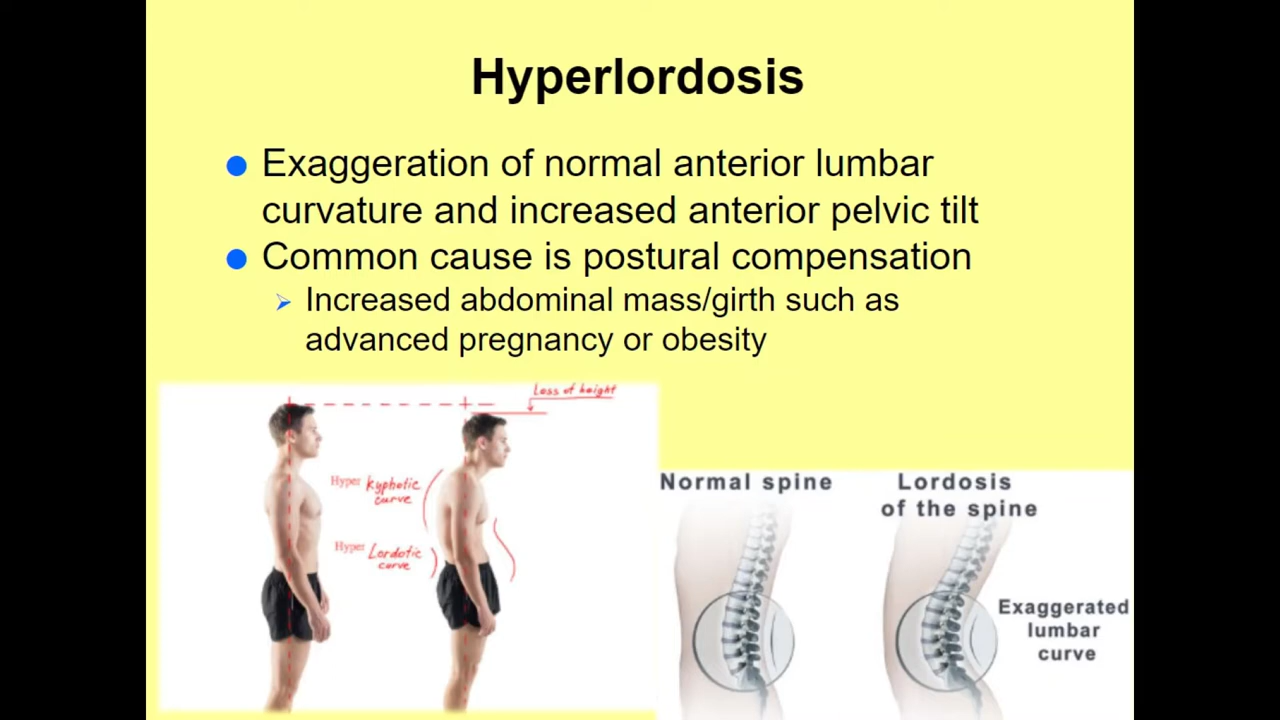 Hyperlordosis
Exaggeration of normal anterior lumbar
curvature and increased anterior pelvic tilt
Common cause is postural compensation
Increased abdominal mass/girth such as
advanced pregnancy or obesity
Loss of height
Hyper kyphotic
curve
Hyper Lordotic
curve
Normal spine
Lordosis
of the spine
Exaggerated
lumbar
curve